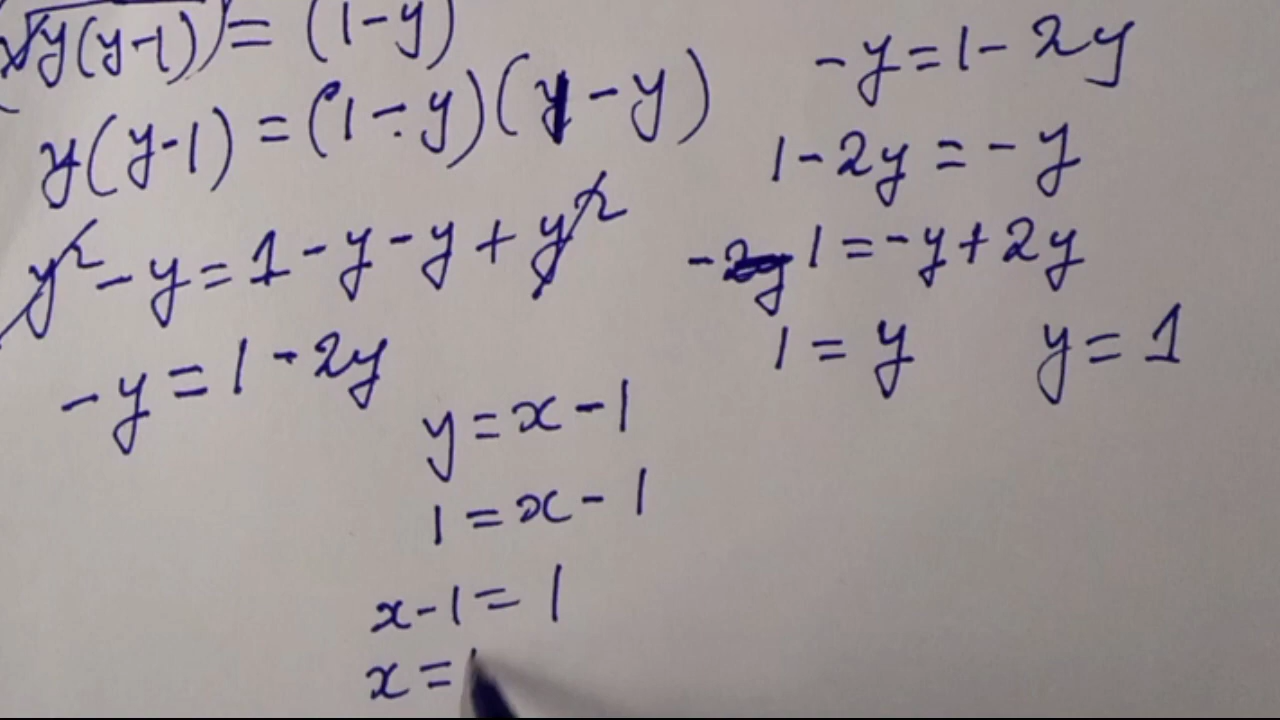 √y(y-1) = (1-y)
y(y-1) = (1-y)(y-y)
y² - y = 1 - y - y + y²
-y = 1 - 2y
-y = 1 - 2y
1 - 2y = -y
1 = -y + 2y
1 = y y = 1
y = x - 1
1 = x - 1
x - 1 = 1
x =